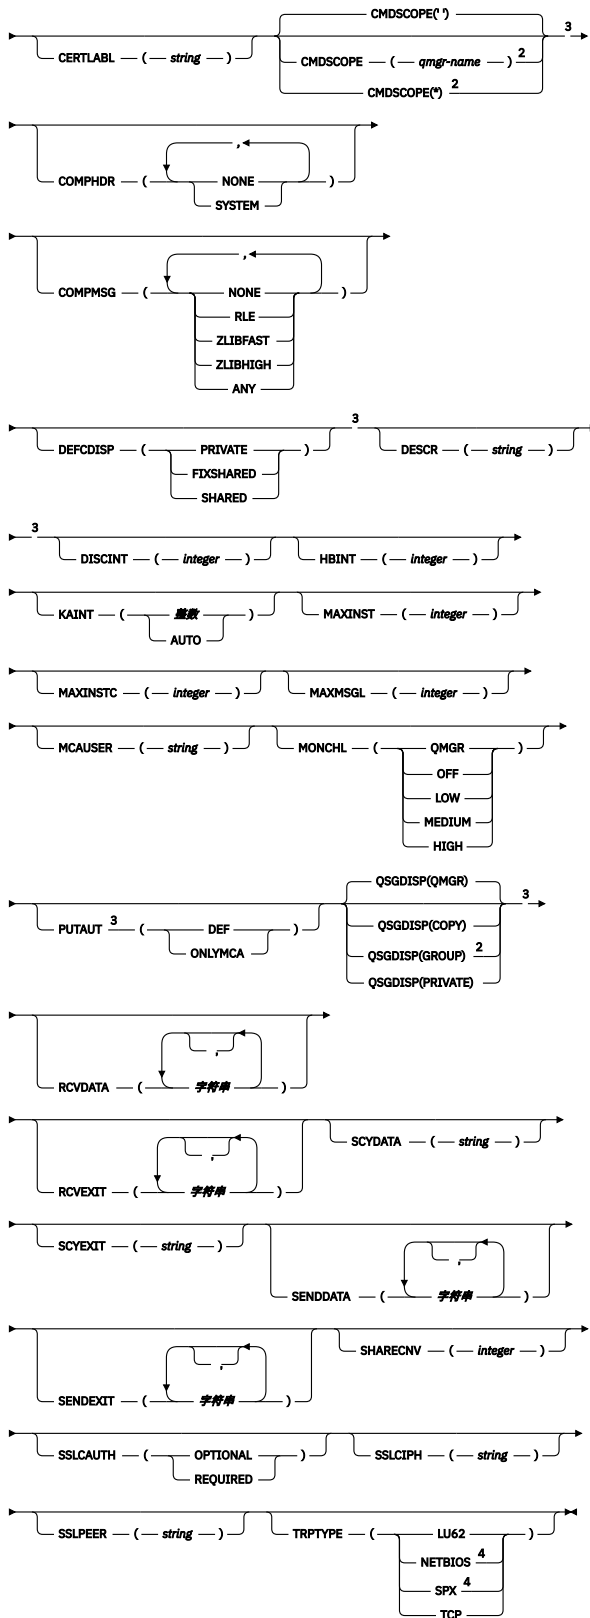 CMDSCOPE(' ')
3
CERTLABL ( string )
CMDSCOPE ( qmgr-name ) 2
CMDSCOPE(*) 2
,
COMPHDR ( NONE )
SYSTEM
,
COMPMSG ( NONE )
RLE
ZLIBFAST
ZLIBHIGH
ANY
3
DEFCDISP ( PRIVATE ) DESCR ( string )
FIXSHARED
SHARED
3
DISCINT ( integer ) HBINT ( integer )
KAINT ( 整数 ) MAXINST ( integer )
AUTO
MAXINSTC ( integer ) MAXMSGL ( integer )
MCAUSER ( string ) MONCHL ( QMGR )
OFF
LOW
MEDIUM
HIGH
QSGDISP(QMGR)
3
PUTAUT 3 ( DEF ) QSGDISP(COPY)
ONLYMCA
QSGDISP(GROUP) 2
QSGDISP(PRIVATE)
,
RCVDATA ( 字符串 )
SCYDATA ( string )
,
RCVEXIT ( 字符串 )
SCYEXIT ( string )
,
SENDDATA ( 字符串 )
SHARECNV ( integer )
,
SENDEXIT ( 字符串 )
SSLCAUTH ( OPTIONAL ) SSLCIPH ( string )
REQUIRED
SSLPEER ( string ) TRPTYPE ( LU62 )
NETBIOS 4
SPX 4
TCP